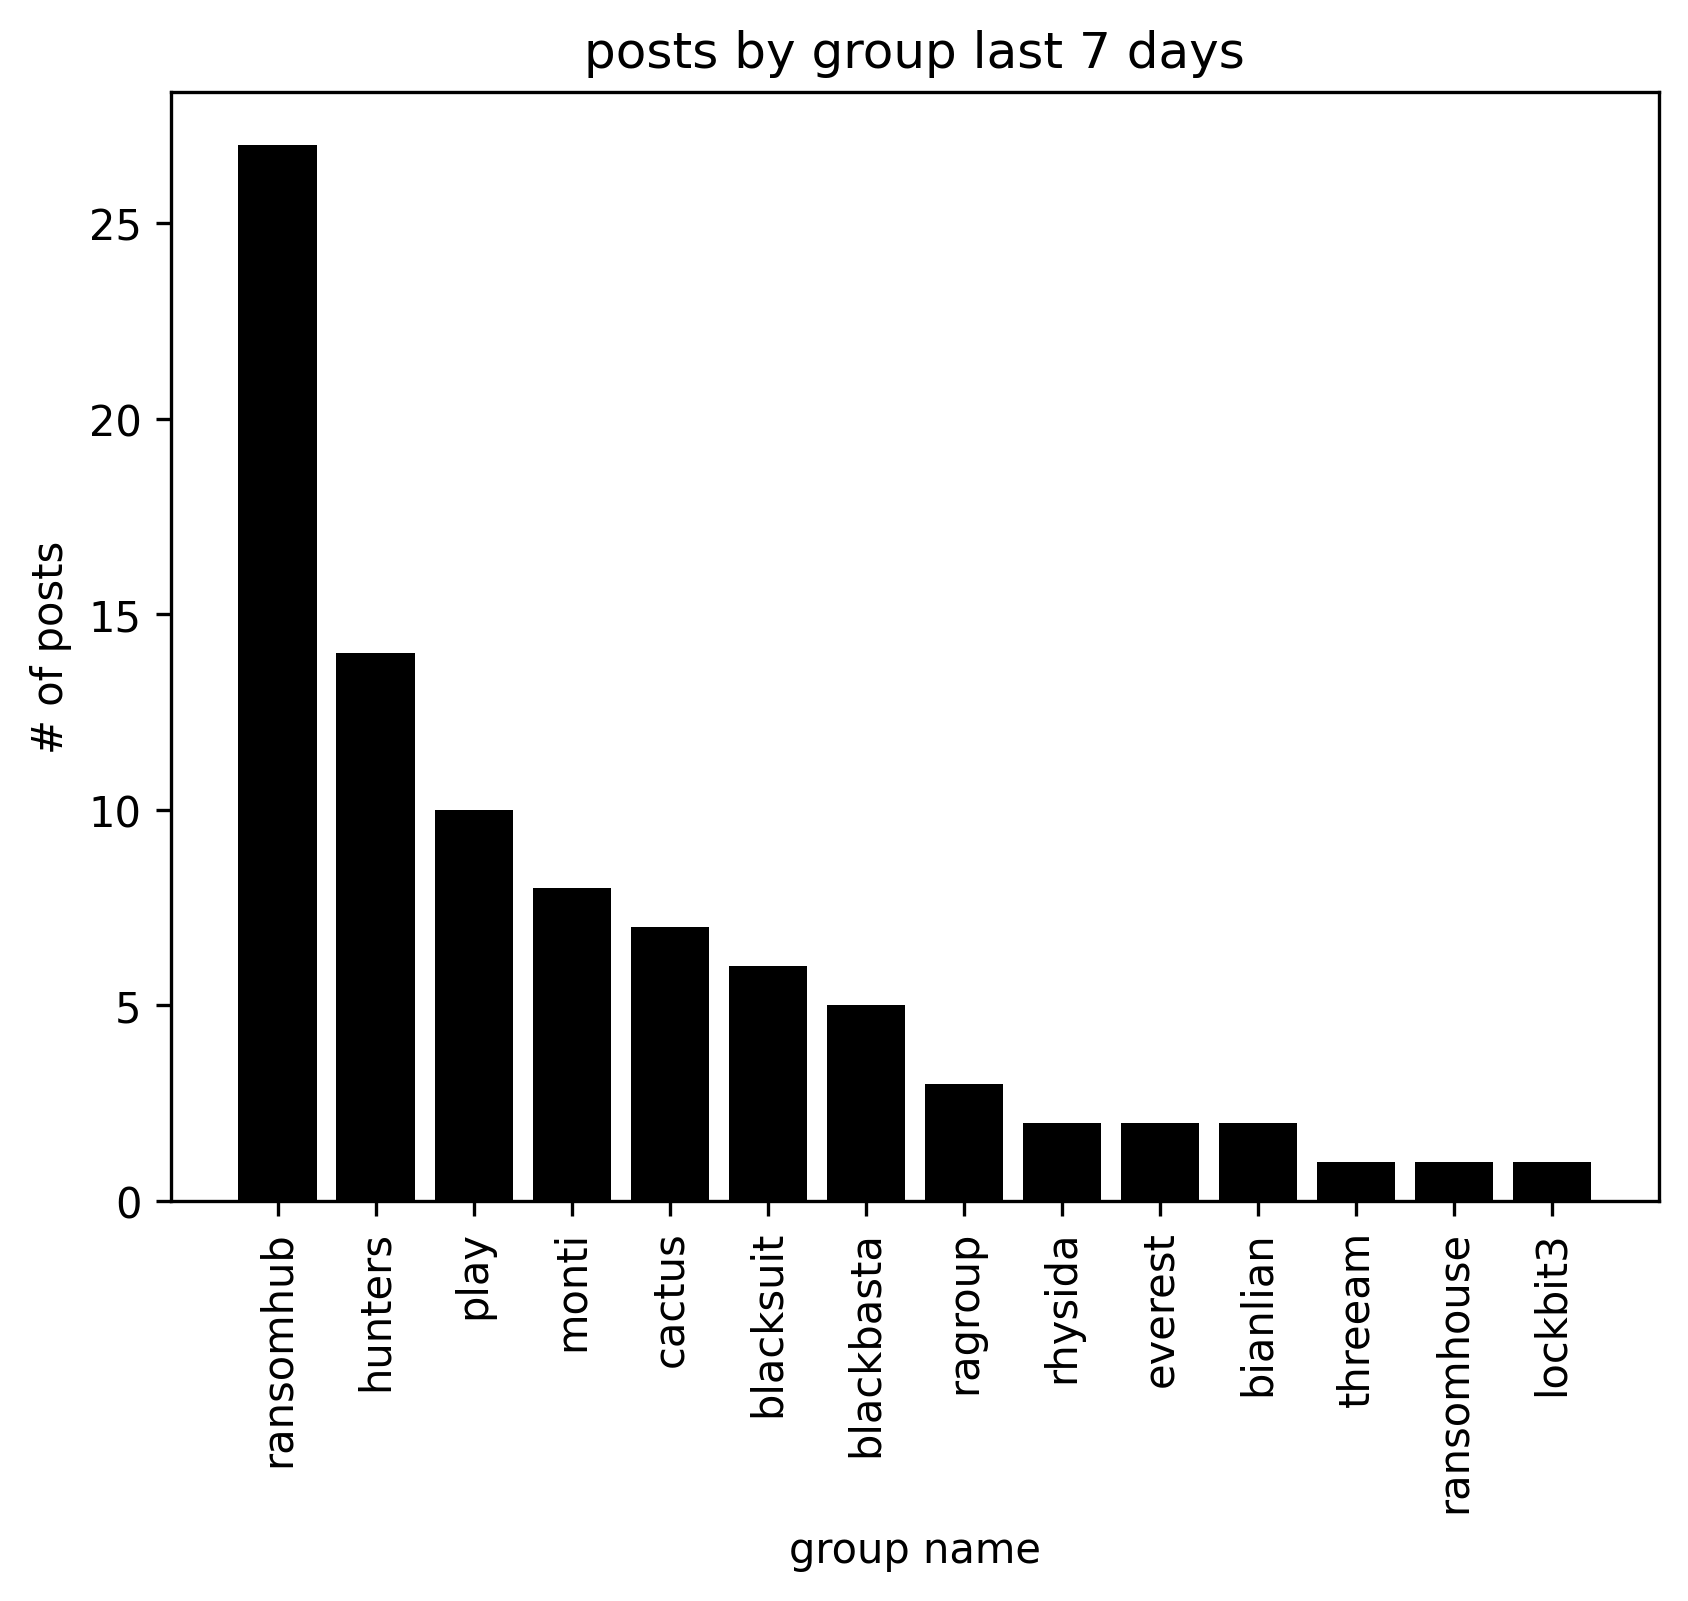 posts by group last 7 days
# of posts
25
20
15
10
5
0
ransomhub
hunters
play
monti
cactus
blacksuit
blackbasta
ragroup
rhysida
everest
bianlian
threeam
ransomhouse
lockbit3
group name